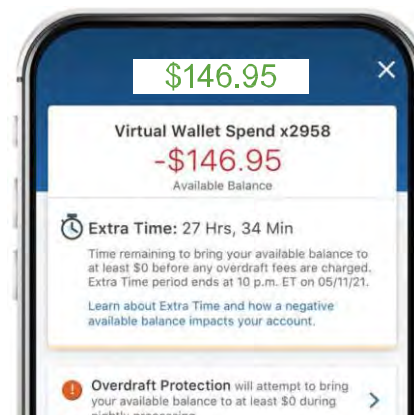 $146.95
Virtual Wallet Spend x2958
-$146.95
Available Balance
Extra Time: 27 Hrs, 34 Min
Time remaining to bring your available balance to
at least $0 before any overdraft fees are charged.
Extra Time period ends at 10 p.m. ET on 05/11/21.
Learn about Extra Time and how a negative
available balance impacts your account.
Overdraft Protection will attempt to bring
your available balance to at least $0 during
nightly processing